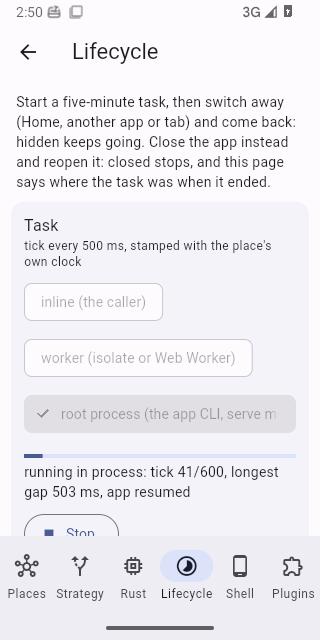 2:50
3G
Lifecycle
Start a five-minute task, then switch away
(Home, another app or tab) and come back:
hidden keeps going. Close the app instead
and reopen it: closed stops, and this page
says where the task was when it ended.
Task
tick every 500 ms, stamped with the place's
own clock
inline (the caller)
worker (isolate or Web Worker)
root process (the app CLI, serve m
running in process: tick 41/600, longest
gap 503 ms, app resumed
Stop
Places Strategy Rust Lifecycle Shell Plugins